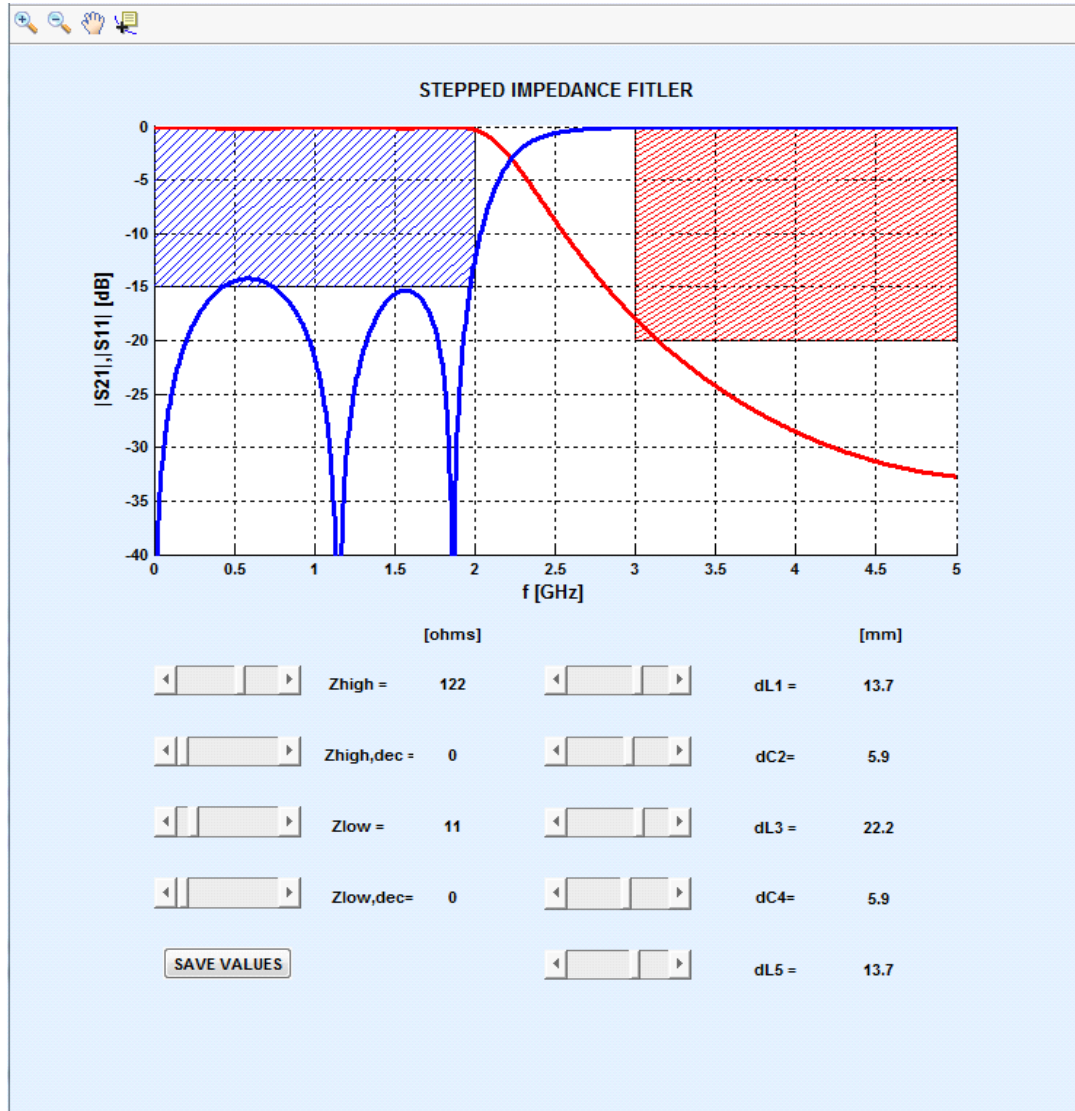 STEPPED IMPEDANCE FITLER
|S21|,|S11| [dB]
0
-5
-10
-15
-20
-25
-30
-35
-40
0 0.5 1 1.5 2 2.5 3 3.5 4 4.5 5
f [GHz]
[ohms] [mm]
Zhigh = 122 dL1 = 13.7
Zhigh,dec = 0 dC2= 5.9
Zlow = 11 dL3 = 22.2
Zlow,dec= 0 dC4= 5.9
SAVE VALUES dL5 = 13.7